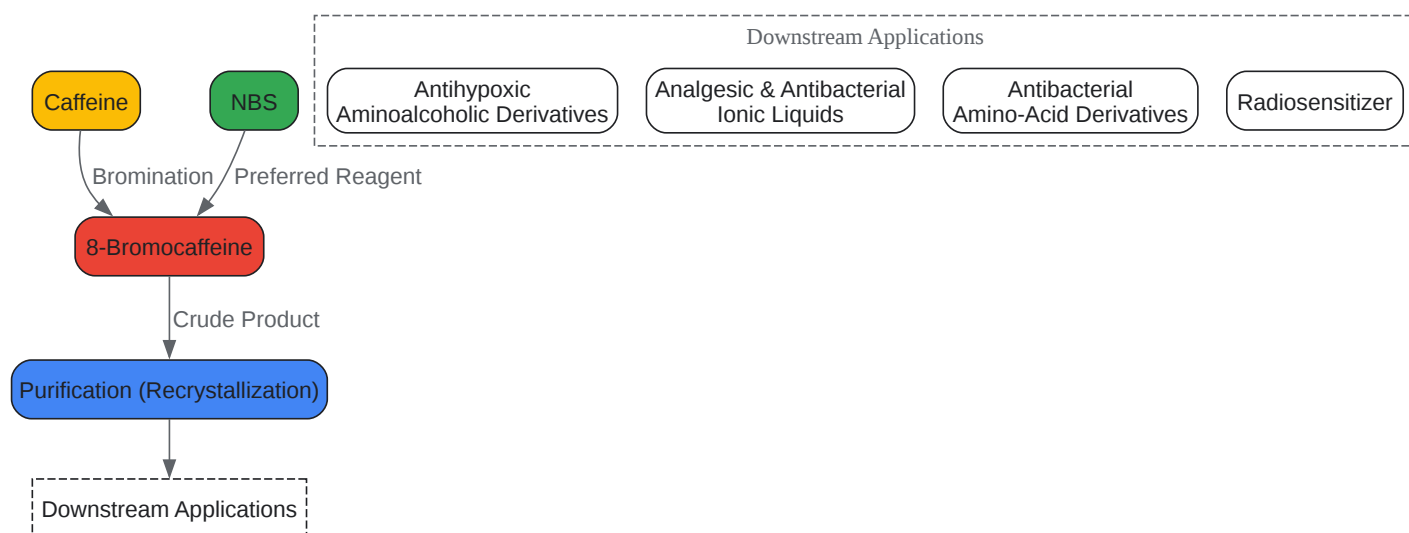 Downstream Applications
Caffeine
NBS
Antihypoxic
Aminoalcoholic Derivatives
Analgesic & Antibacterial
Ionic Liquids
Antibacterial
Amino-Acid Derivatives
Radiosensitizer
Bromination
Preferred Reagent
8-Bromocaffeine
Crude Product
Purification (Recrystallization)
Downstream Applications